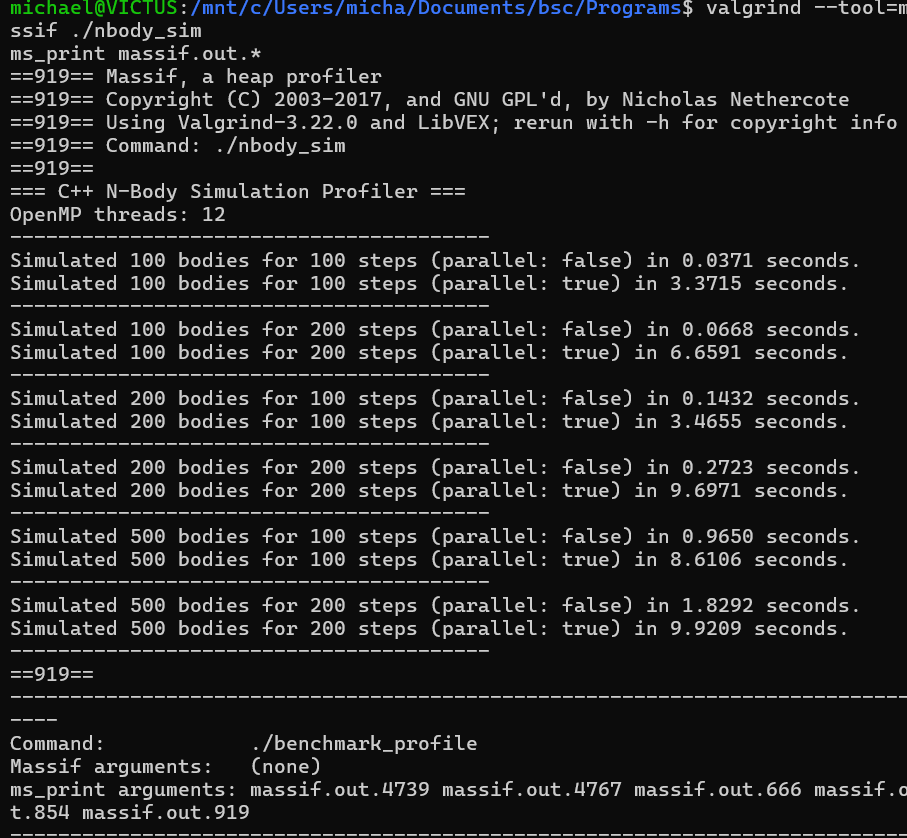 michael@VICTUS:/mnt/c/Users/micha/Documents/bsc/Programs$ valgrind --tool=m
ssif ./nbody_sim
ms_print massif.out.*
==919== Massif, a heap profiler
==919== Copyright (C) 2003-2017, and GNU GPL'd, by Nicholas Nethercote
==919== Using Valgrind-3.22.0 and LibVEX; rerun with -h for copyright info
==919== Command: ./nbody_sim
==919==
=== C++ N-Body Simulation Profiler ===
OpenMP threads: 12
----------------------------------------
Simulated 100 bodies for 100 steps (parallel: false) in 0.0371 seconds.
Simulated 100 bodies for 100 steps (parallel: true) in 3.3715 seconds.
----------------------------------------
Simulated 100 bodies for 200 steps (parallel: false) in 0.0668 seconds.
Simulated 100 bodies for 200 steps (parallel: true) in 6.6591 seconds.
----------------------------------------
Simulated 200 bodies for 100 steps (parallel: false) in 0.1432 seconds.
Simulated 200 bodies for 100 steps (parallel: true) in 3.4655 seconds.
----------------------------------------
Simulated 200 bodies for 200 steps (parallel: false) in 0.2723 seconds.
Simulated 200 bodies for 200 steps (parallel: true) in 9.6971 seconds.
----------------------------------------
Simulated 500 bodies for 100 steps (parallel: false) in 0.9650 seconds.
Simulated 500 bodies for 100 steps (parallel: true) in 8.6106 seconds.
----------------------------------------
Simulated 500 bodies for 200 steps (parallel: false) in 1.8292 seconds.
Simulated 500 bodies for 200 steps (parallel: true) in 9.9209 seconds.
----------------------------------------
==919==
---------------------------------------------------------------------------
----
Command:            ./benchmark_profile
Massif arguments:   (none)
ms_print arguments: massif.out.4739 massif.out.4767 massif.out.666 massif.o
t.854 massif.out.919
---------------------------------------------------------------------------